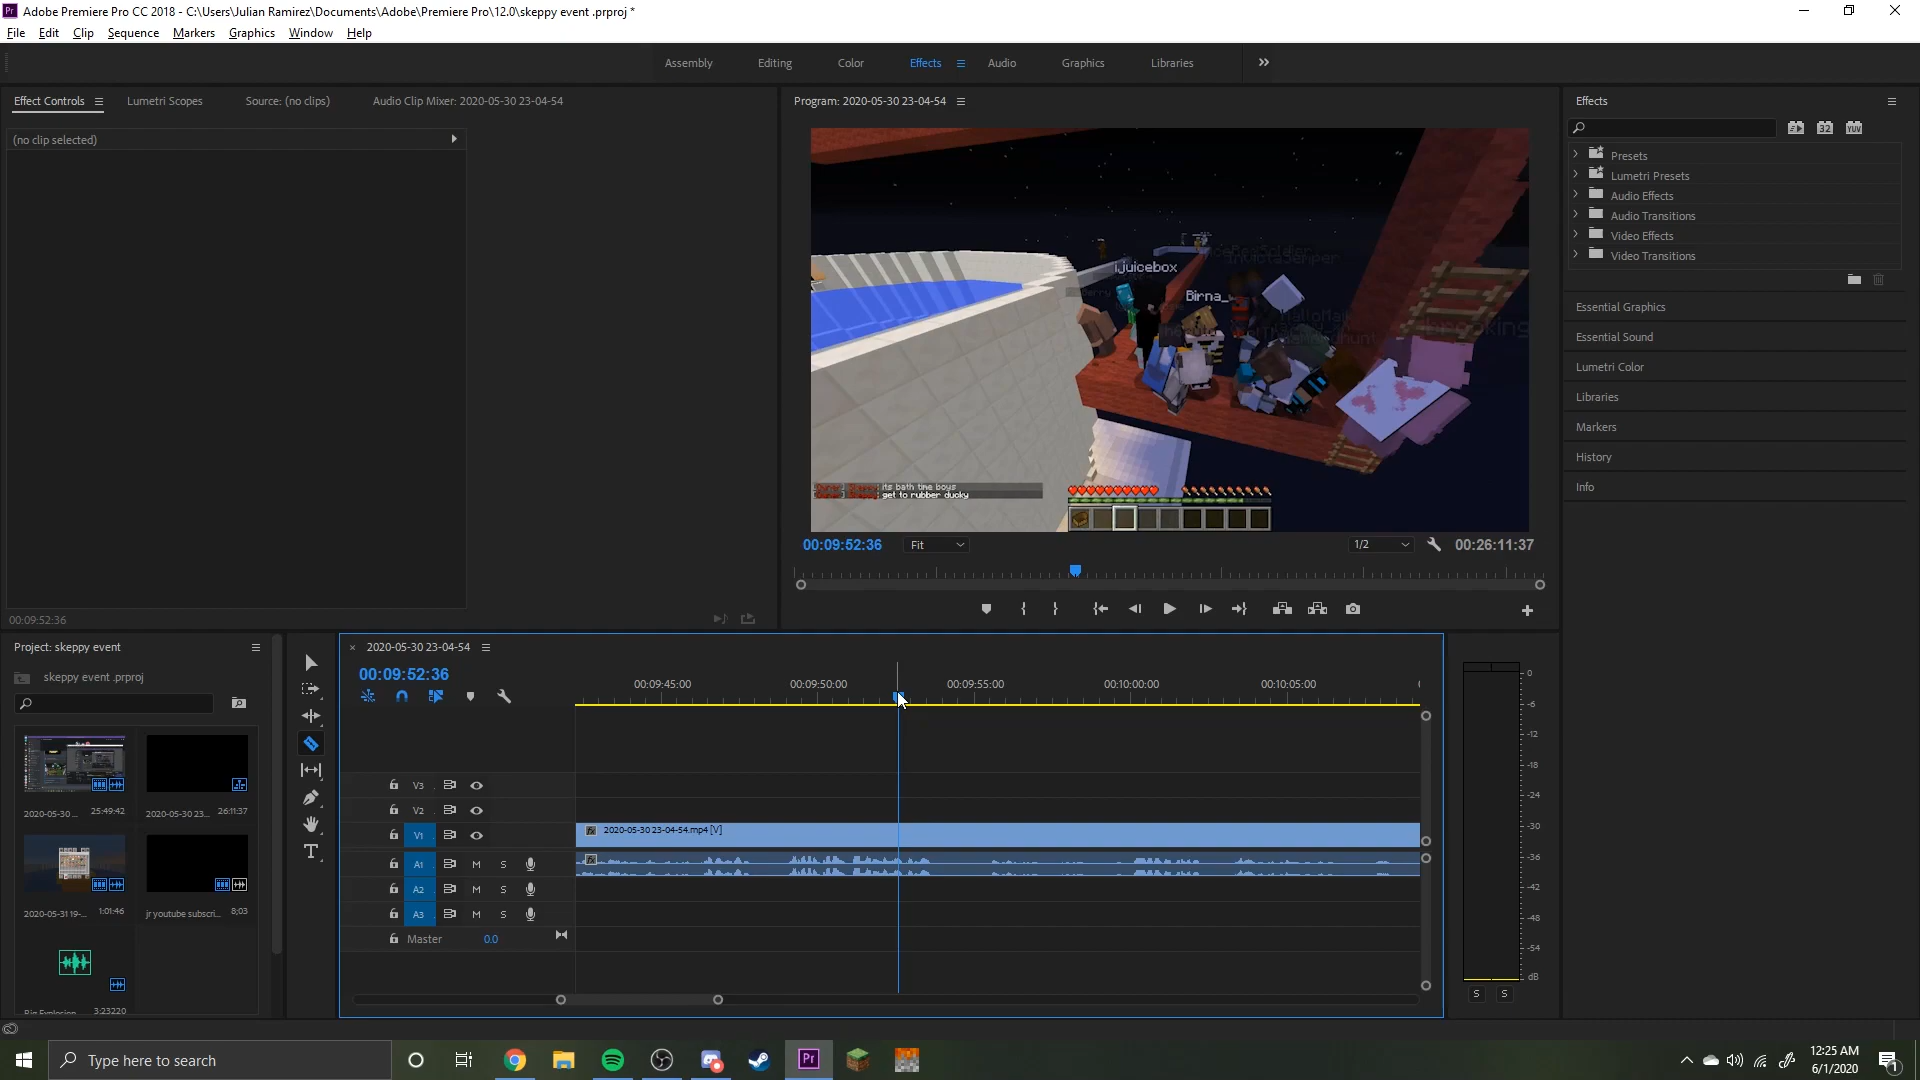 Adobe Premiere Pro CC 2018 - C:\Users\Julian Ramirez\Documents\Adobe\Premiere Pro\12.0\skeppy event .prproj *
File Edit Clip Sequence Markers Graphics Window Help
Assembly Editing Color Effects Audio Graphics Libraries
Effect Controls Lumetri Scopes Source: (no clips) Audio Clip Mixer: 2020-05-30 23-04-54
(no clip selected)
00:09:52:36
Program: 2020-05-30 23-04-54
ijuicebox
Birna_
its bath time boys
get to rubber ducky
00:09:52:36 Fit 1/2 00:26:11:37
Effects
32 YUV
Presets
Lumetri Presets
Audio Effects
Audio Transitions
Video Effects
Video Transitions
Essential Graphics
Essential Sound
Lumetri Color
Libraries
Markers
History
Info
Project: skeppy event
skeppy event .prproj
2020-05-30 ... 25:49:42
2020-05-30 23... 26:11:37
2020-05-31 19-... 1:01:46
jr youtube subscri... 8;03
Big Explosion 3:23220
2020-05-30 23-04-54
00:09:52:36
00:09:45:00 00:09:50:00 00:09:55:00 00:10:00:00 00:10:05:00
V3
V2
V1
2020-05-30 23-04-54.mp4 [V]
fx
A1 M S
fx
A2 M S
A3 M S
Master 0.0
0
-6
-12
-18
-24
-30
-36
-42
-48
-54
dB
S S
Type here to search
Pr
12:25 AM
6/1/2020
1